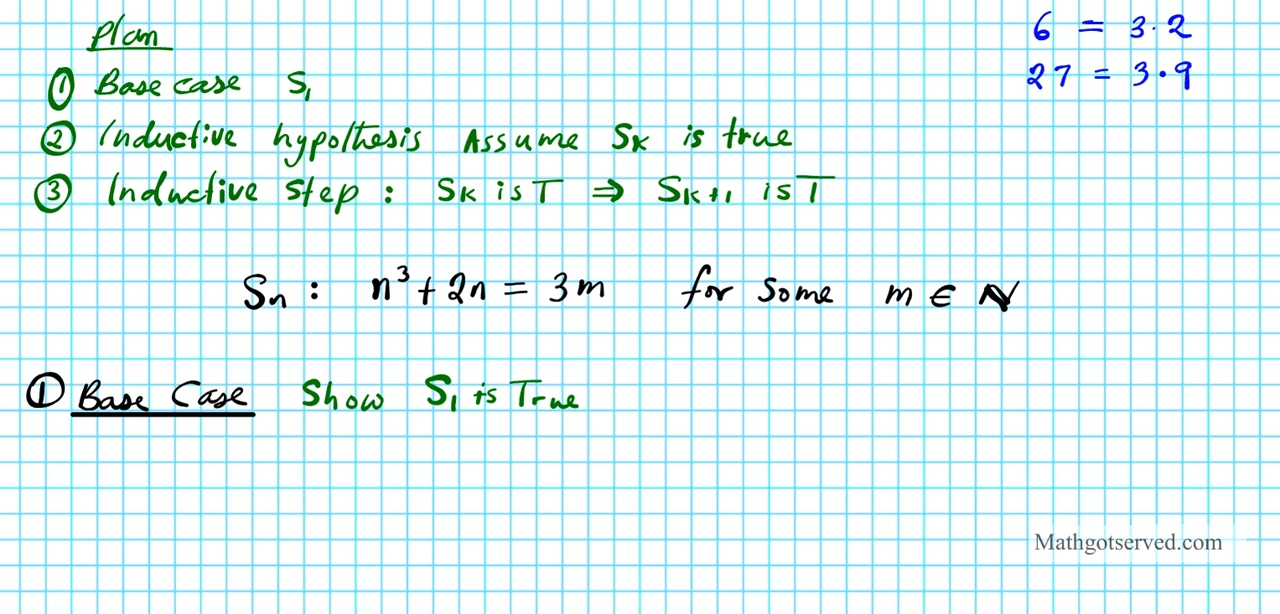 Plan
6 = 3·2
① Base case S₁
27 = 3·9
② Inductive hypothesis Assume Sₖ is true
③ Inductive Step : Sₖ is T ⇒ Sₖ₊₁ is T
Sₙ : n³ + 2n = 3m for some m ∈ ℕ
① Base Case Show S₁ is True
Mathgotserved.com